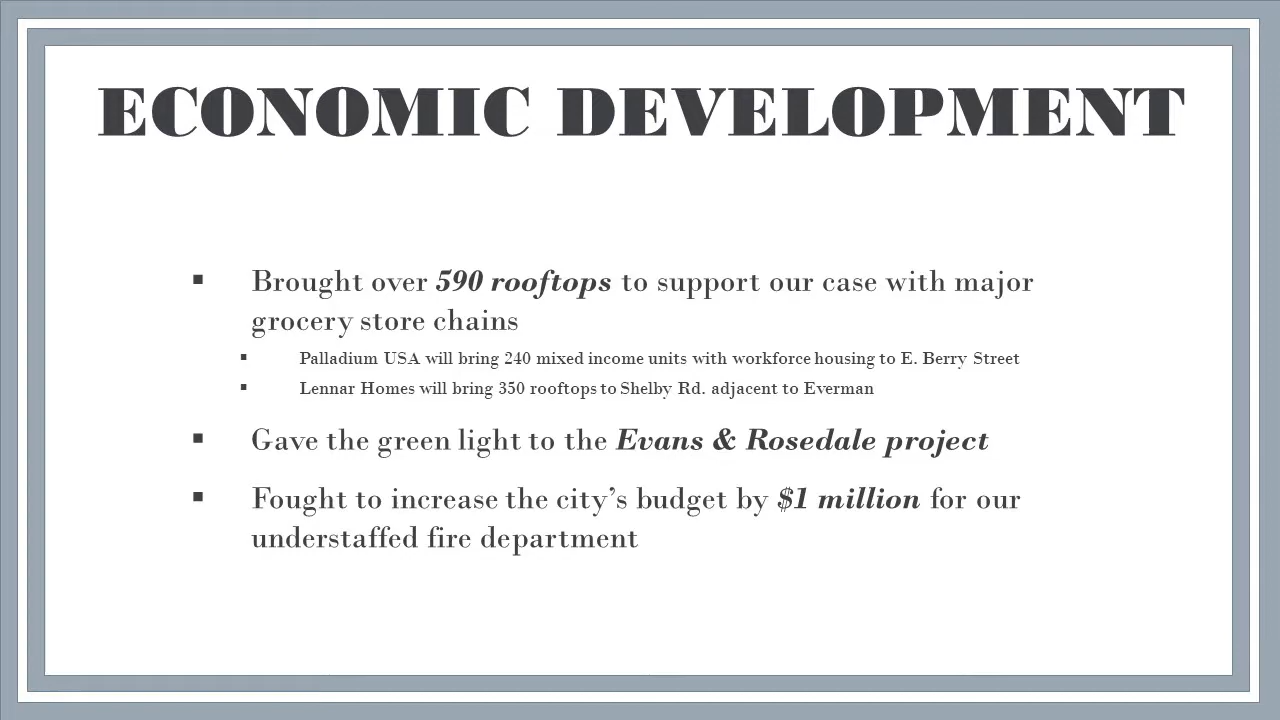 ECONOMIC DEVELOPMENT
▪ Brought over 590 rooftops to support our case with major
grocery store chains
▪ Palladium USA will bring 240 mixed income units with workforce housing to E. Berry Street
▪ Lennar Homes will bring 350 rooftops to Shelby Rd. adjacent to Everman
▪ Gave the green light to the Evans & Rosedale project
▪ Fought to increase the city’s budget by $1 million for our
understaffed fire department